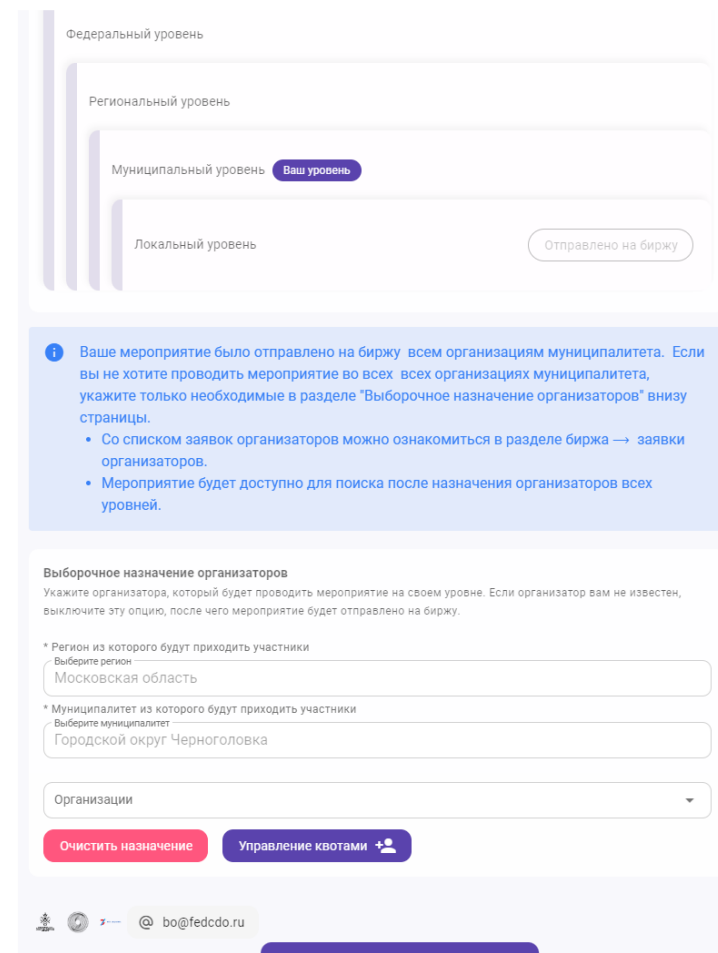 Федеральный уровень
Региональный уровень
Муниципальный уровень Ваш уровень
Локальный уровень Отправлено на биржу
Ваше мероприятие было отправлено на биржу всем организациям муниципалитета. Если
вы не хотите проводить мероприятие во всех всех организациях муниципалитета,
укажите только необходимые в разделе "Выборочное назначение организаторов" внизу
страницы.
• Со списком заявок организаторов можно ознакомиться в разделе биржа → заявки
организаторов.
• Мероприятие будет доступно для поиска после назначения организаторов всех
уровней.
Выборочное назначение организаторов
Укажите организатора, который будет проводить мероприятие на своем уровне. Если организатор вам не известен,
выключите эту опцию, после чего мероприятие будет отправлено на биржу.
* Регион из которого будут приходить участники
Выберите регион
Московская область
* Муниципалитет из которого будут приходить участники
Выберите муниципалитет
Городской округ Черноголовка
Организации
Очистить назначение Управление квотами
@ bo@fedcdo.ru